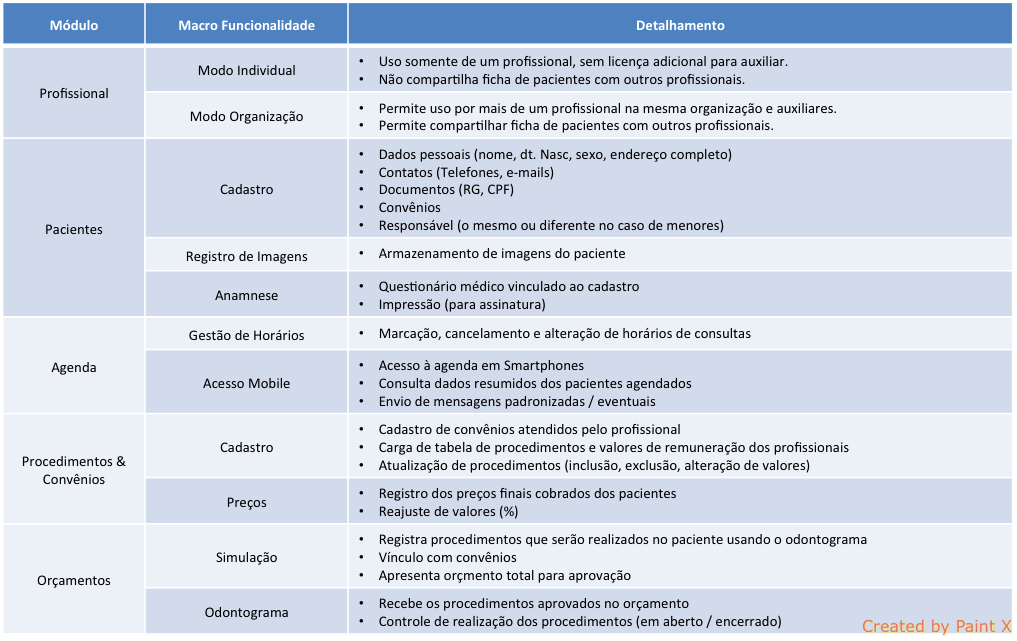 Módulo
Macro Funcionalidade
Detalhamento
Profissional
Modo Individual
• Uso somente de um profissional, sem licença adicional para auxiliar.
• Não compartilha ficha de pacientes com outros profissionais.
Modo Organização
• Permite uso por mais de um profissional na mesma organização e auxiliares.
• Permite compartilhar ficha de pacientes com outros profissionais.
Pacientes
Cadastro
• Dados pessoais (nome, dt. Nasc, sexo, endereço completo)
• Contatos (Telefones, e-mails)
• Documentos (RG, CPF)
• Convênios
• Responsável (o mesmo ou diferente no caso de menores)
Registro de Imagens
• Armazenamento de imagens do paciente
Anamnese
• Questionário médico vinculado ao cadastro
• Impressão (para assinatura)
Agenda
Gestão de Horários
• Marcação, cancelamento e alteração de horários de consultas
Acesso Mobile
• Acesso à agenda em Smartphones
• Consulta dados resumidos dos pacientes agendados
• Envio de mensagens padronizadas / eventuais
Procedimentos &
Convênios
Cadastro
• Cadastro de convênios atendidos pelo profissional
• Carga de tabela de procedimentos e valores de remuneração dos profissionais
• Atualização de procedimentos (inclusão, exclusão, alteração de valores)
Preços
• Registro dos preços finais cobrados dos pacientes
• Reajuste de valores (%)
Orçamentos
Simulação
• Registra procedimentos que serão realizados no paciente usando o odontograma
• Vínculo com convênios
• Apresenta orçmento total para aprovação
Odontograma
• Recebe os procedimentos aprovados no orçamento
• Controle de realização dos procedimentos (em aberto / encerrado)
Created by Paint X